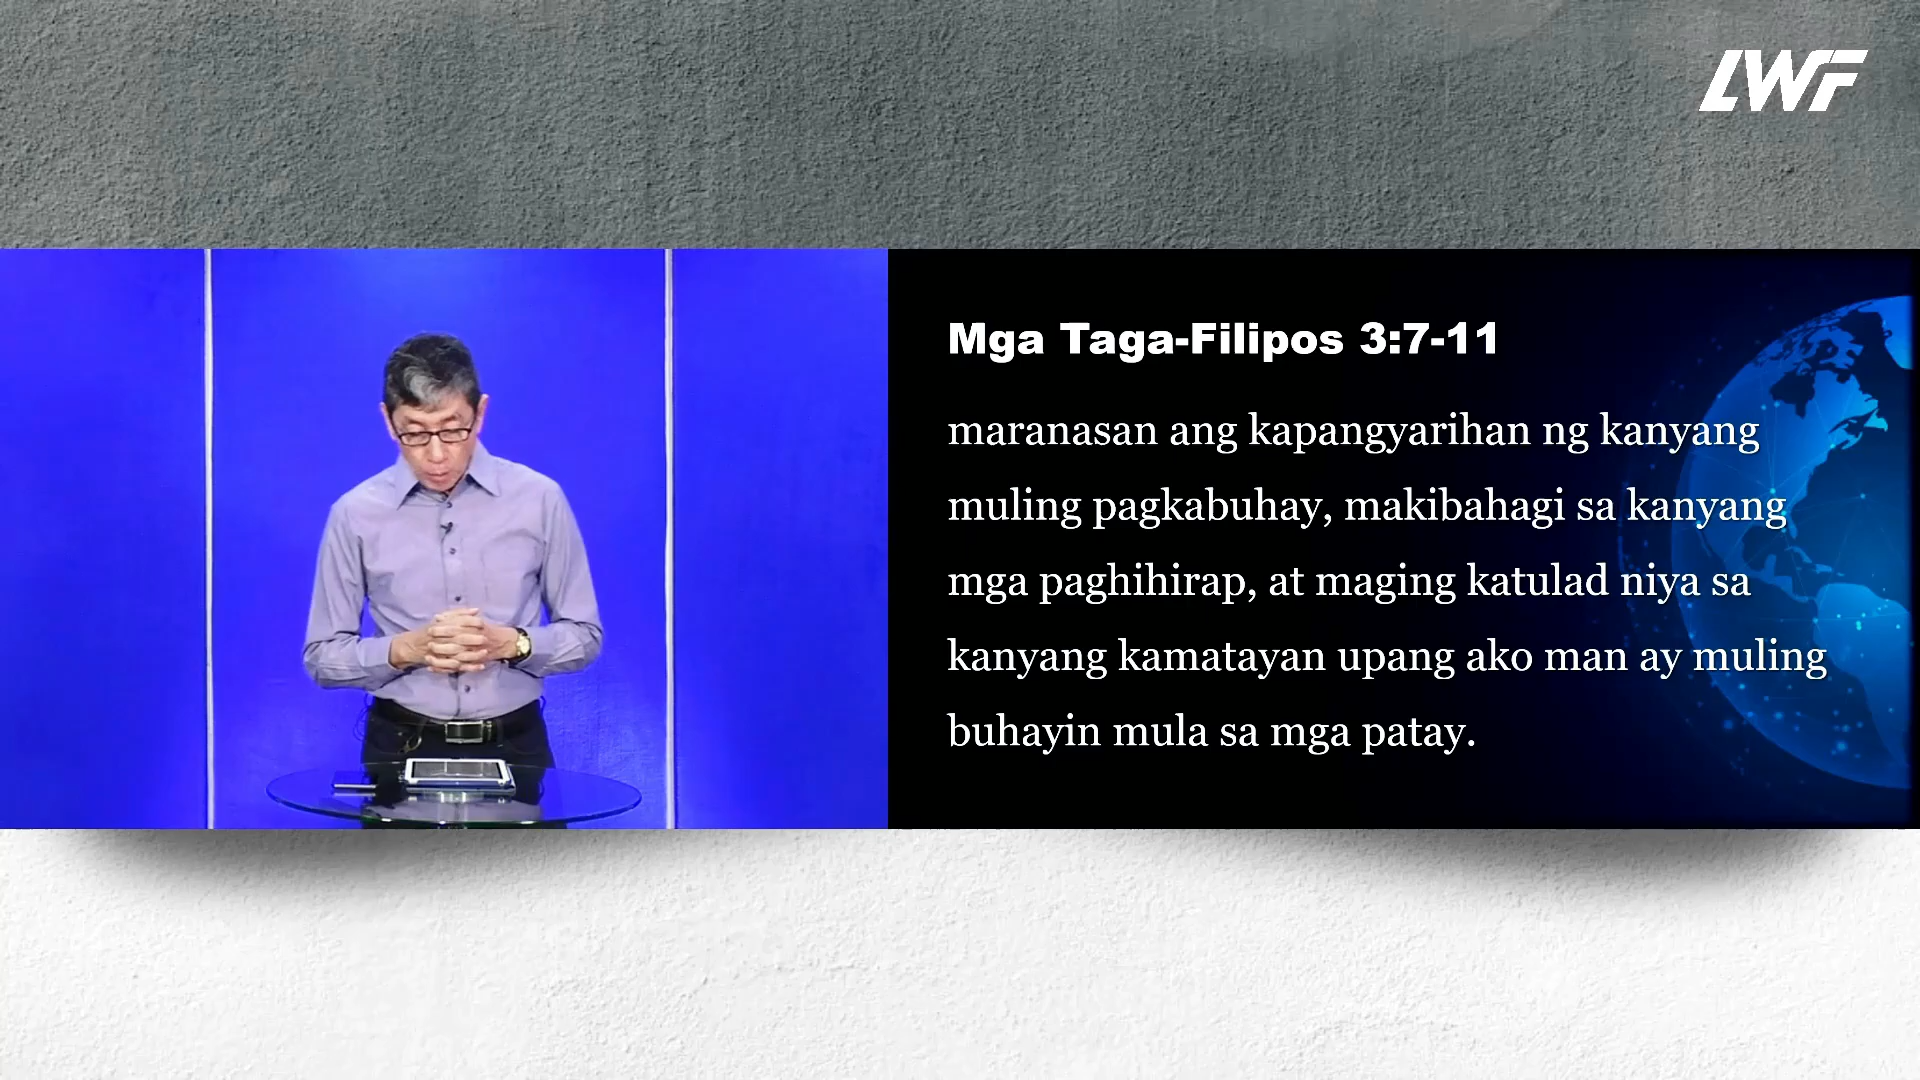 LWF
Mga Taga-Filipos 3:7-11
maranasan ang kapangyarihan ng kanyang
muling pagkabuhay, makibahagi sa kanyang
mga paghihirap, at maging katulad niya sa
kanyang kamatayan upang ako man ay muling
buhayin mula sa mga patay.